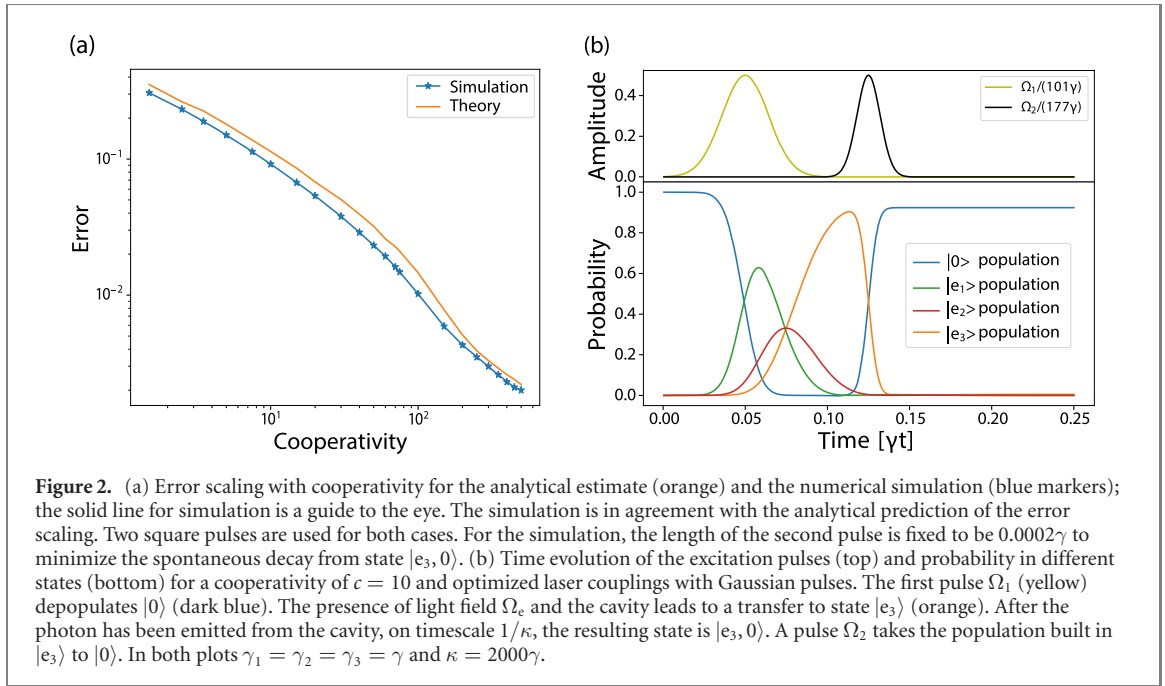 (a)
Simulation
Theory
10⁻¹
10⁻²
Error
10¹
10²
Cooperativity
(b)
Ω₁/(101γ)
Ω₂/(177γ)
0.4
0.2
0.0
Amplitude
1.0
0.8
0.6
0.4
0.2
0.0
Probability
|0> population
|e₁> population
|e₂> population
|e₃> population
0.00 0.05 0.10 0.15 0.20 0.25
Time [γt]
Figure 2. (a) Error scaling with cooperativity for the analytical estimate (orange) and the numerical simulation (blue markers);
the solid line for simulation is a guide to the eye. The simulation is in agreement with the analytical prediction of the error
scaling. Two square pulses are used for both cases. For the simulation, the length of the second pulse is fixed to be 0.0002γ to
minimize the spontaneous decay from state |e₃, 0⟩. (b) Time evolution of the excitation pulses (top) and probability in different
states (bottom) for a cooperativity of c = 10 and optimized laser couplings with Gaussian pulses. The first pulse Ω₁ (yellow)
depopulates |0⟩ (dark blue). The presence of light field Ωₑ and the cavity leads to a transfer to state |e₃⟩ (orange). After the
photon has been emitted from the cavity, on timescale 1/κ, the resulting state is |e₃, 0⟩. A pulse Ω₂ takes the population built in
|e₃⟩ to |0⟩. In both plots γ₁ = γ₂ = γ₃ = γ and κ = 2000γ.